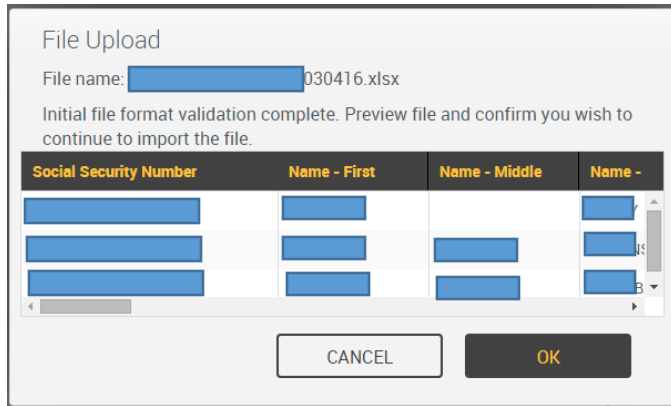 File Upload
File name: 030416.xlsx
Initial file format validation complete. Preview file and confirm you wish to
continue to import the file.
Social Security Number Name - First Name - Middle Name -
Y
NS
B
CANCEL OK